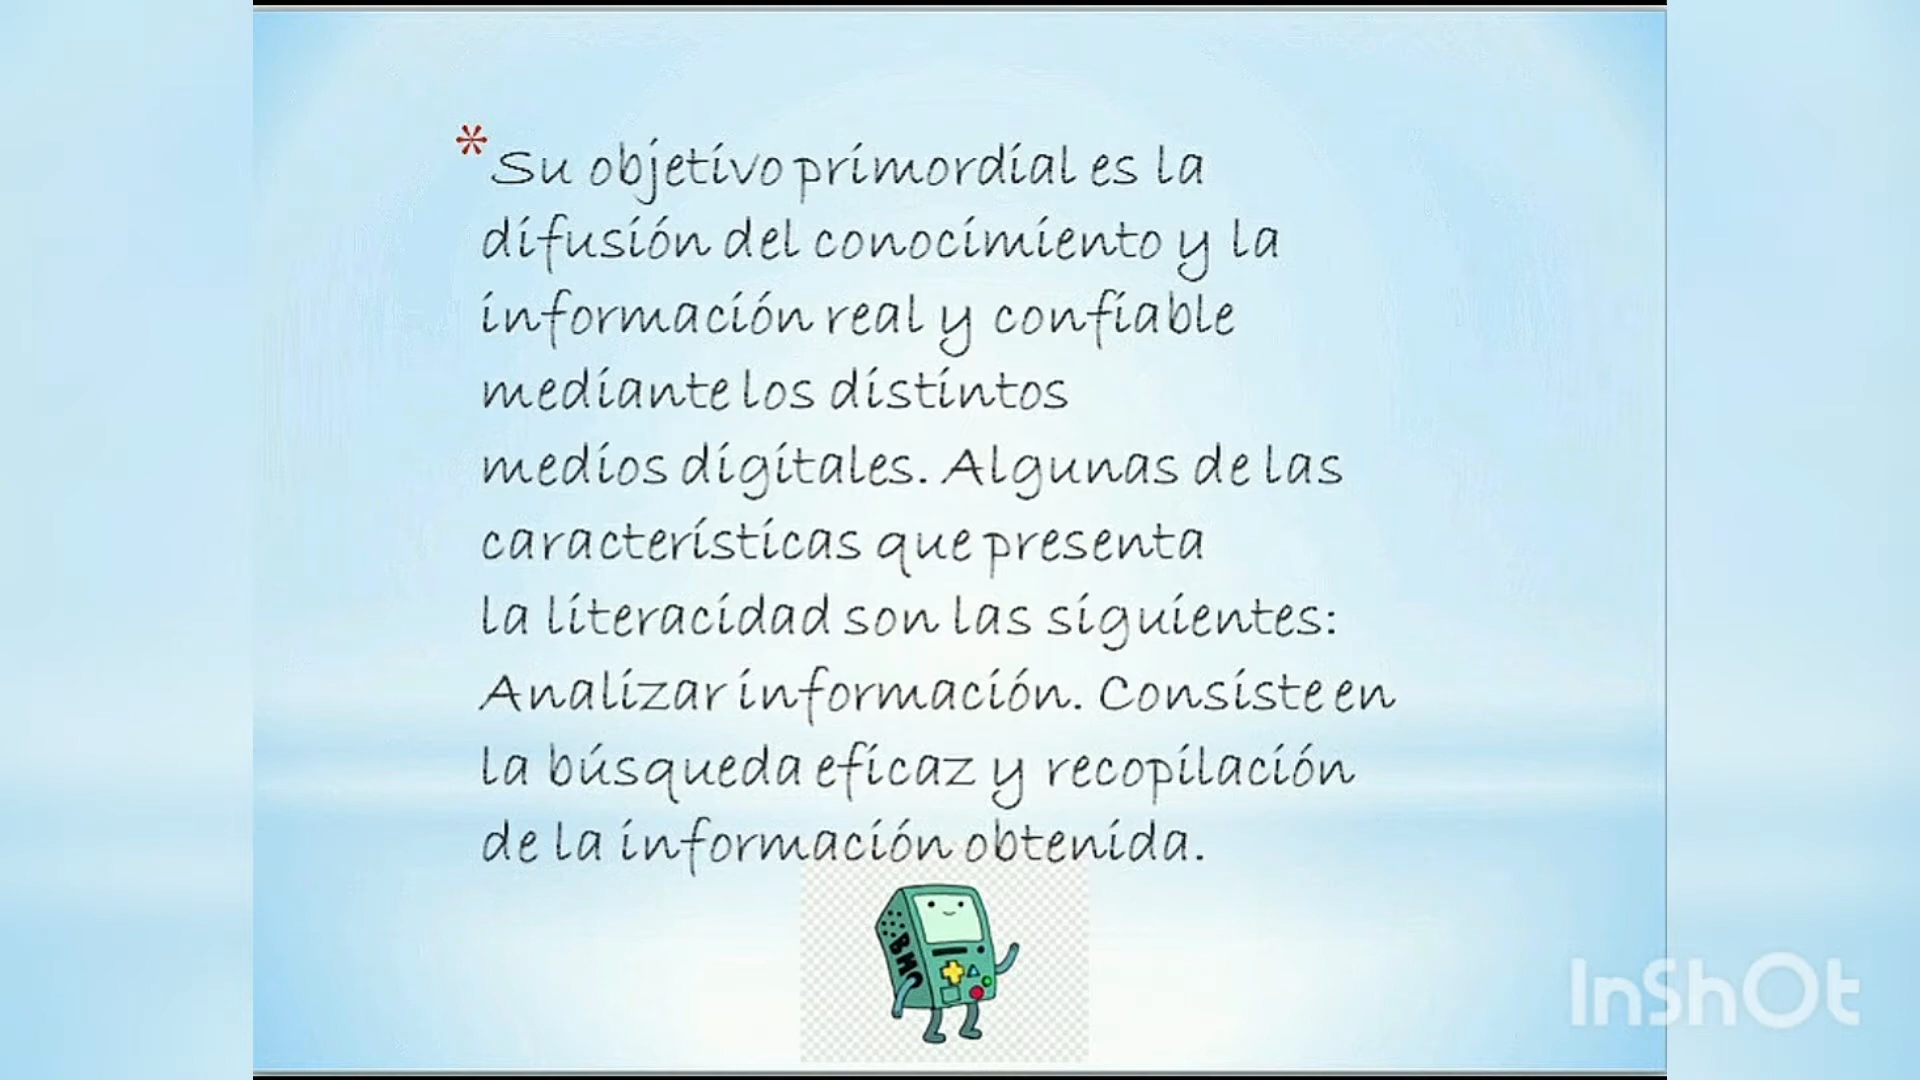 * Su objetivo primordial es la
difusión del conocimiento y la
información real y confiable
mediante los distintos
medios digitales. Algunas de las
características que presenta
la literacidad son las siguientes:
Analizar información. Consiste en
la búsqueda eficaz y recopilación
de la información obtenida.
BMO
InShOt